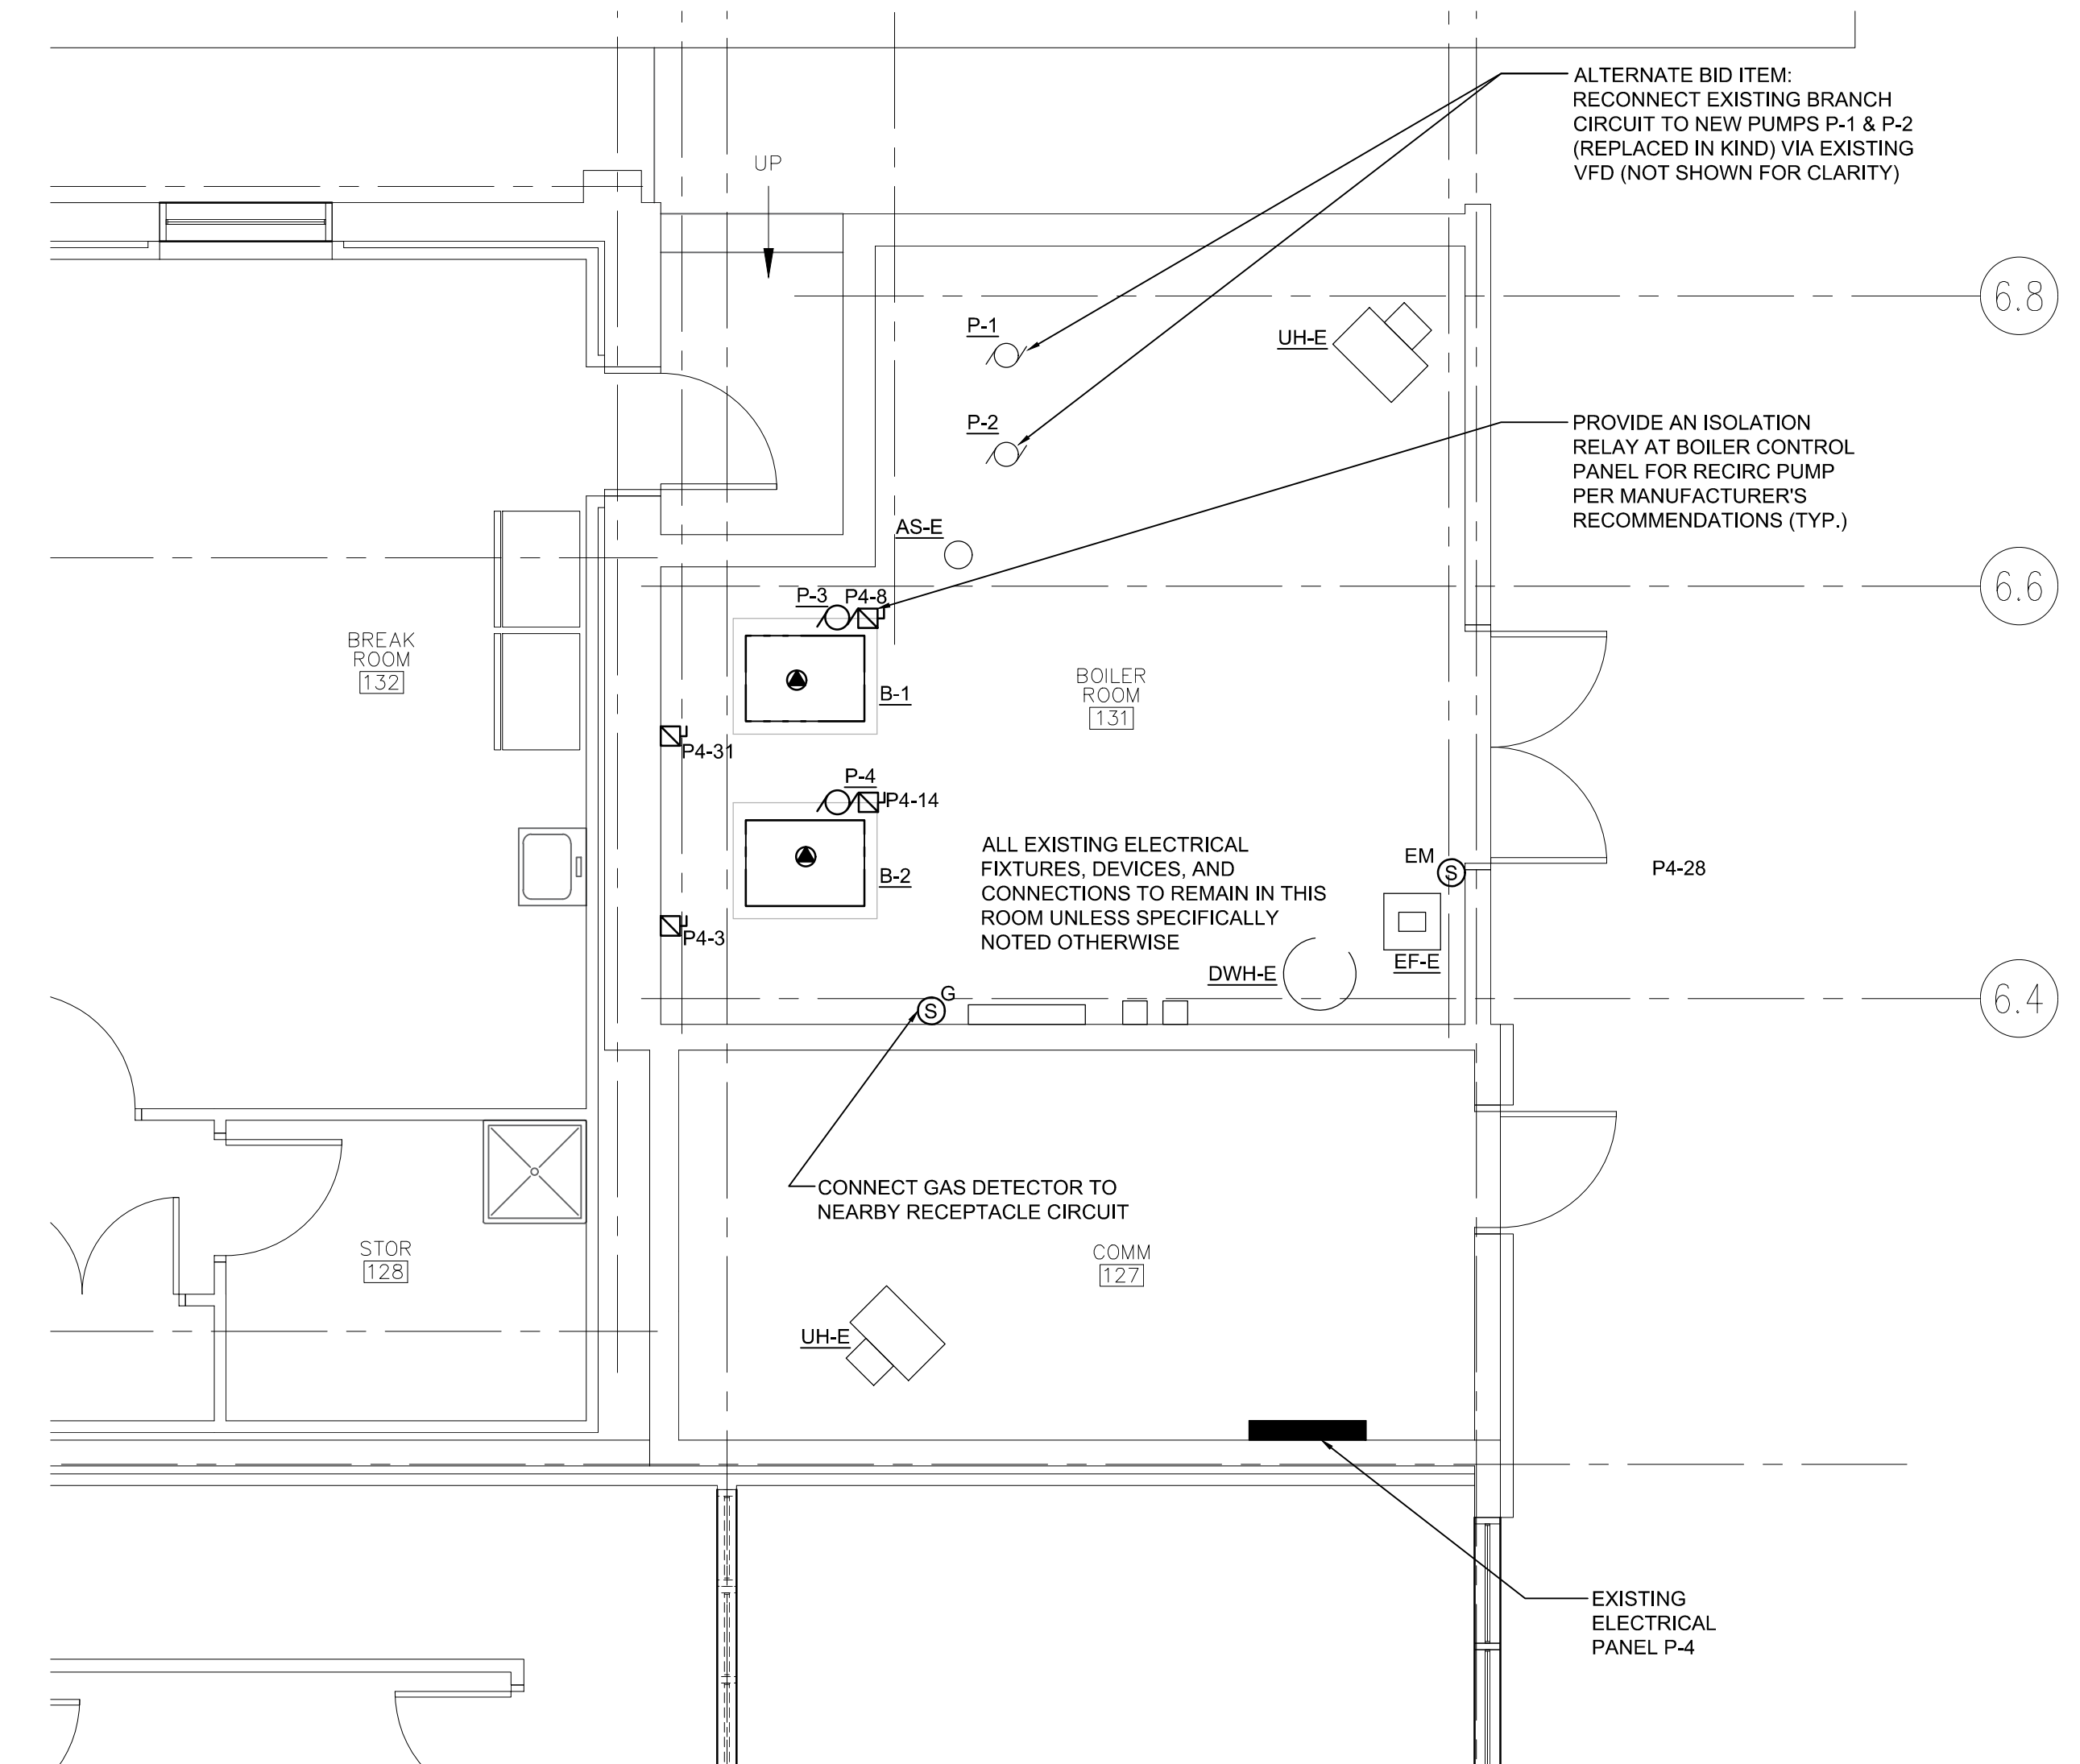 ALTERNATE BID ITEM:
RECONNECT EXISTING BRANCH
CIRCUIT TO NEW PUMPS P-1 & P-2
(REPLACED IN KIND) VIA EXISTING
VFD (NOT SHOWN FOR CLARITY)
UP
6.8
P-1
UH-E
P-2
PROVIDE AN ISOLATION
RELAY AT BOILER CONTROL
PANEL FOR RECIRC PUMP
PER MANUFACTURER'S
RECOMMENDATIONS (TYP.)
AS-E
6.6
P-3
P4-8
BREAK
ROOM
132
B-1
BOILER
ROOM
131
P4-31
P-4
P4-14
B-2
ALL EXISTING ELECTRICAL
FIXTURES, DEVICES, AND
CONNECTIONS TO REMAIN IN THIS
ROOM UNLESS SPECIFICALLY
NOTED OTHERWISE
EM
S
P4-28
P4-3
EF-E
DWH-E
G
S
6.4
CONNECT GAS DETECTOR TO
NEARBY RECEPTACLE CIRCUIT
STOR
128
COMM
127
UH-E
EXISTING
ELECTRICAL
PANEL P-4